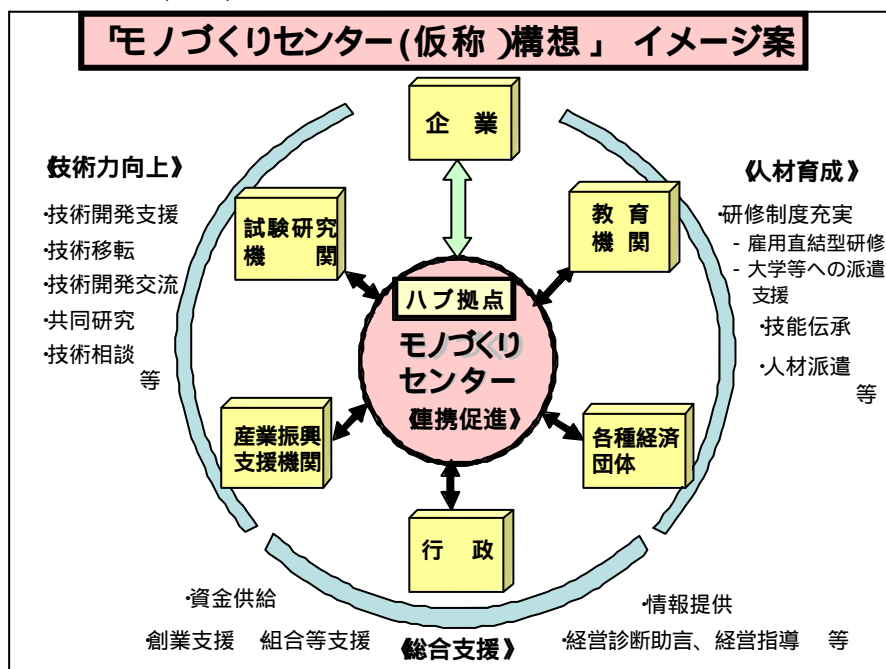 「モノづくりセンター(仮称)構想」 イメージ案
企 業
《技術力向上》
・技術開発支援
・技術移転
・技術開発交流
・共同研究
・技術相談
等
試験研究
機 関
教 育
機 関
《人材育成》
・研修制度充実
- 雇用直結型研修
- 大学等への派遣
支援
・技能伝承
・人材派遣
等
ハブ拠点
モノづくり
センター
《連携促進》
産業振興
支援機関
各種経済
団体
行 政
・資金供給
・創業支援 ・組合等支援
《総合支援》
・情報提供
・経営診断助言、経営指導 等